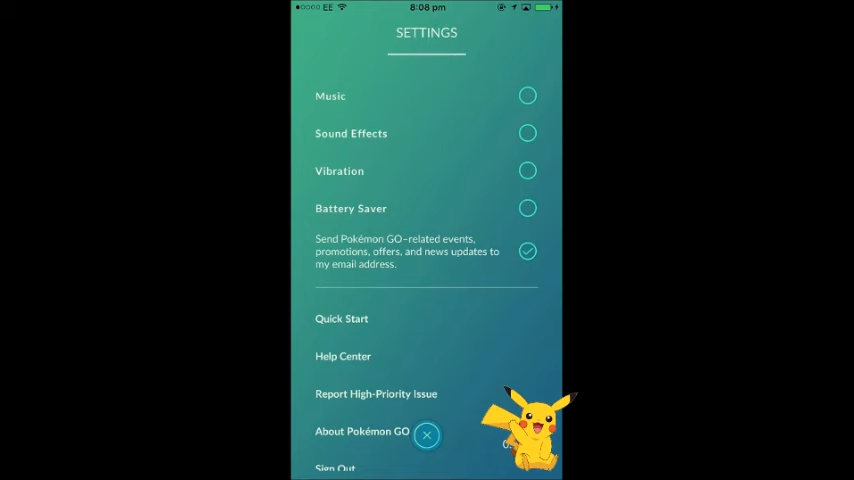 EE 8:08 pm
SETTINGS
Music
Sound Effects
Vibration
Battery Saver
Send Pokémon GO-related events,
promotions, offers, and news updates to
my email address.
Quick Start
Help Center
Report High-Priority Issue
About Pokémon GO
Sign Out